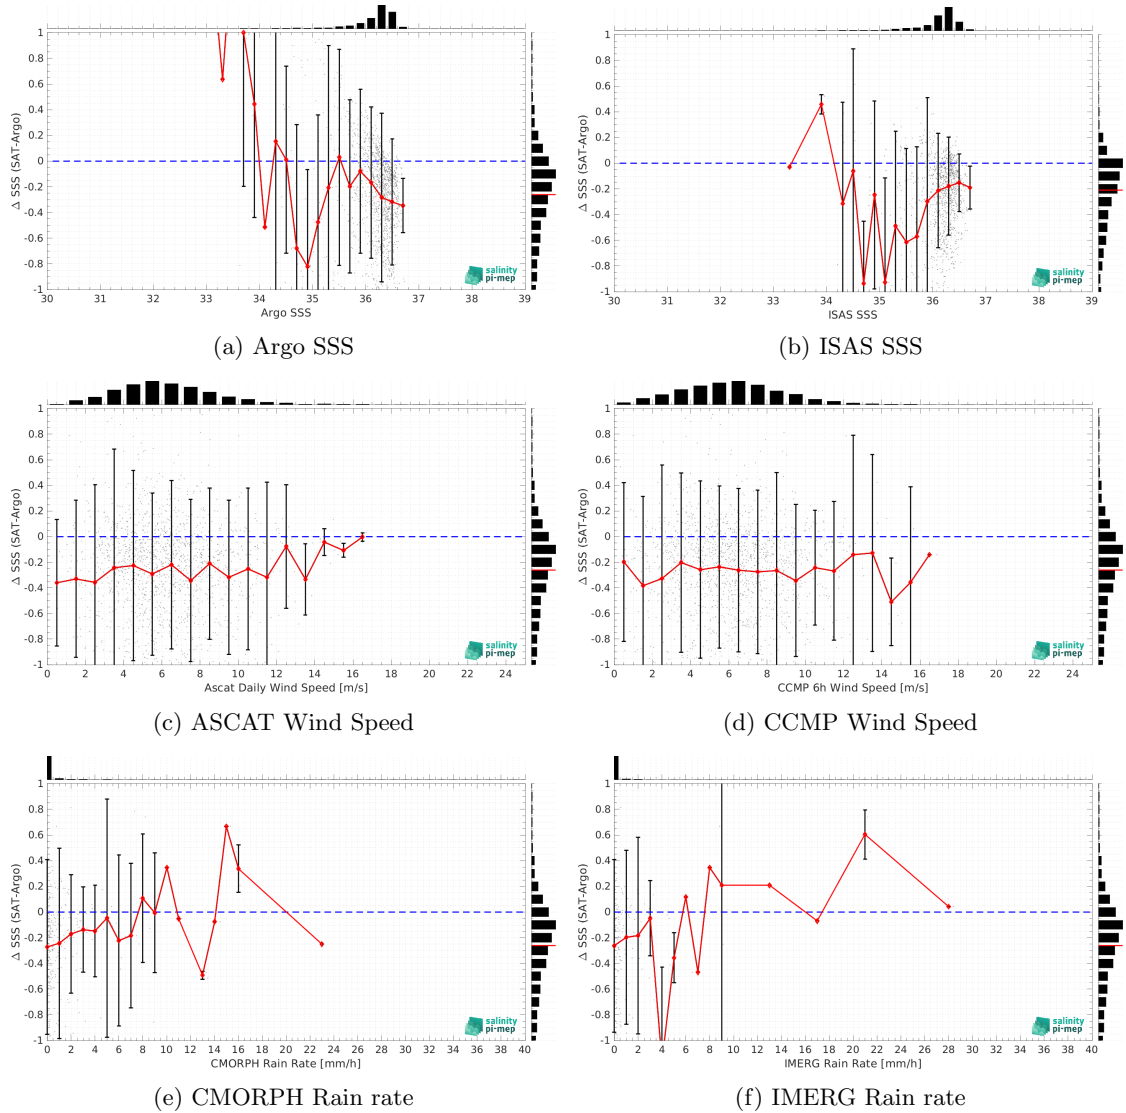 1
0.8
0.6
0.4
0.2
0
-0.2
-0.4
-0.6
-0.8
-1
Δ SSS (SAT-Argo)
30 31 32 33 34 35 36 37 38 39
Argo SSS
salinity
pi-mep
(a) Argo SSS
1
0.8
0.6
0.4
0.2
0
-0.2
-0.4
-0.6
-0.8
-1
Δ SSS (SAT-Argo)
30 31 32 33 34 35 36 37 38 39
ISAS SSS
salinity
pi-mep
(b) ISAS SSS
1
0.8
0.6
0.4
0.2
0
-0.2
-0.4
-0.6
-0.8
-1
Δ SSS (SAT-Argo)
0 2 4 6 8 10 12 14 16 18 20 22 24
Ascat Daily Wind Speed [m/s]
salinity
pi-mep
(c) ASCAT Wind Speed
1
0.8
0.6
0.4
0.2
0
-0.2
-0.4
-0.6
-0.8
-1
Δ SSS (SAT-Argo)
0 2 4 6 8 10 12 14 16 18 20 22 24
CCMP 6h Wind Speed [m/s]
salinity
pi-mep
(d) CCMP Wind Speed
1
0.8
0.6
0.4
0.2
0
-0.2
-0.4
-0.6
-0.8
-1
Δ SSS (SAT-Argo)
0 2 4 6 8 10 12 14 16 18 20 22 24 26 28 30 32 34 36 38 40
CMORPH Rain Rate [mm/h]
salinity
pi-mep
(e) CMORPH Rain rate
1
0.8
0.6
0.4
0.2
0
-0.2
-0.4
-0.6
-0.8
-1
Δ SSS (SAT-Argo)
0 2 4 6 8 10 12 14 16 18 20 22 24 26 28 30 32 34 36 38 40
IMERG Rain Rate [mm/h]
salinity
pi-mep
(f) IMERG Rain rate